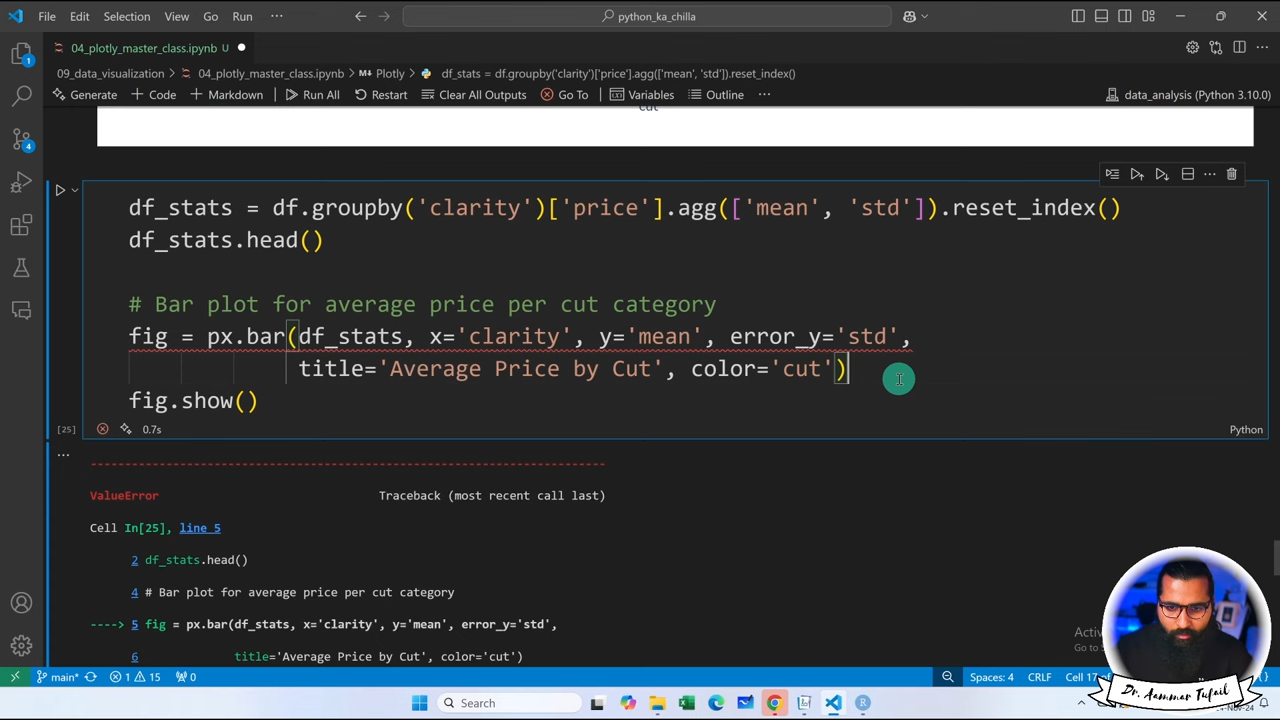 File Edit Selection View Go Run ··· python_ka_chilla
04_plotly_master_class.ipynb U
09_data_visualization > 04_plotly_master_class.ipynb > M↓ Plotly > df_stats = df.groupby('clarity')['price'].agg(['mean', 'std']).reset_index()
Generate + Code + Markdown Run All Restart Clear All Outputs Go To Variables Outline ··· data_analysis (Python 3.10.0)
cut
df_stats = df.groupby('clarity')['price'].agg(['mean', 'std']).reset_index()
df_stats.head()
# Bar plot for average price per cut category
fig = px.bar(df_stats, x='clarity', y='mean', error_y='std',
title='Average Price by Cut', color='cut')
fig.show()
[25] 0.7s Python
...
---------------------------------------------------------------------------
ValueError Traceback (most recent call last)
Cell In[25], line 5
2 df_stats.head()
4 # Bar plot for average price per cut category
----> 5 fig = px.bar(df_stats, x='clarity', y='mean', error_y='std',
6 title='Average Price by Cut', color='cut')
Dr. Aammar Tufail
main* 1 15 0 Spaces: 4 CRLF
Search